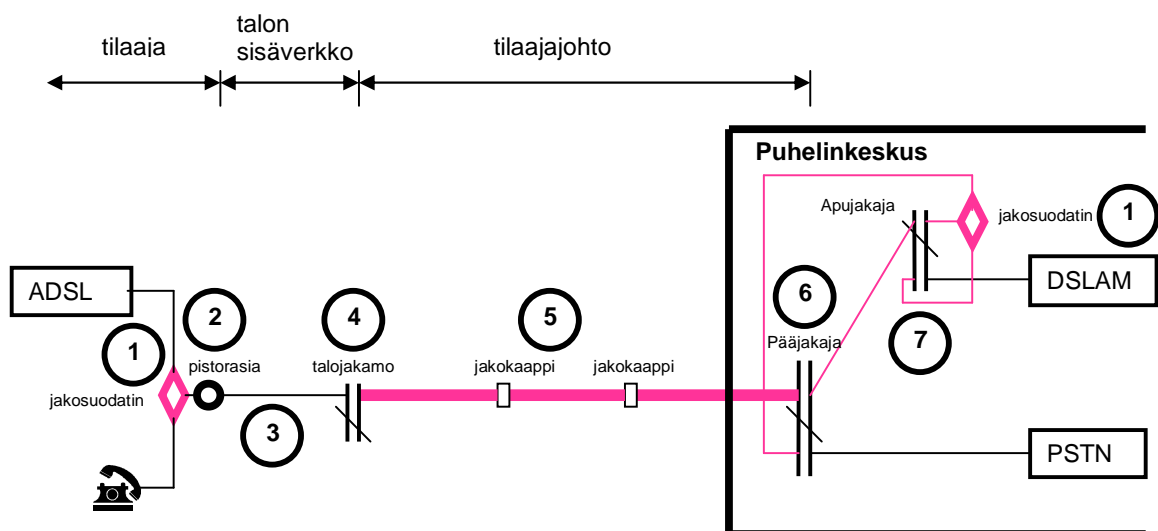 tilaaja
talon
sisäverkko
tilaajajohto
Puhelinkeskus
Apujakaja
jakosuodatin
1
ADSL
DSLAM
2
4
5
6
7
1
pistorasia
talojakamo
jakokaappi
jakokaappi
Pääjakaja
jakosuodatin
3
PSTN